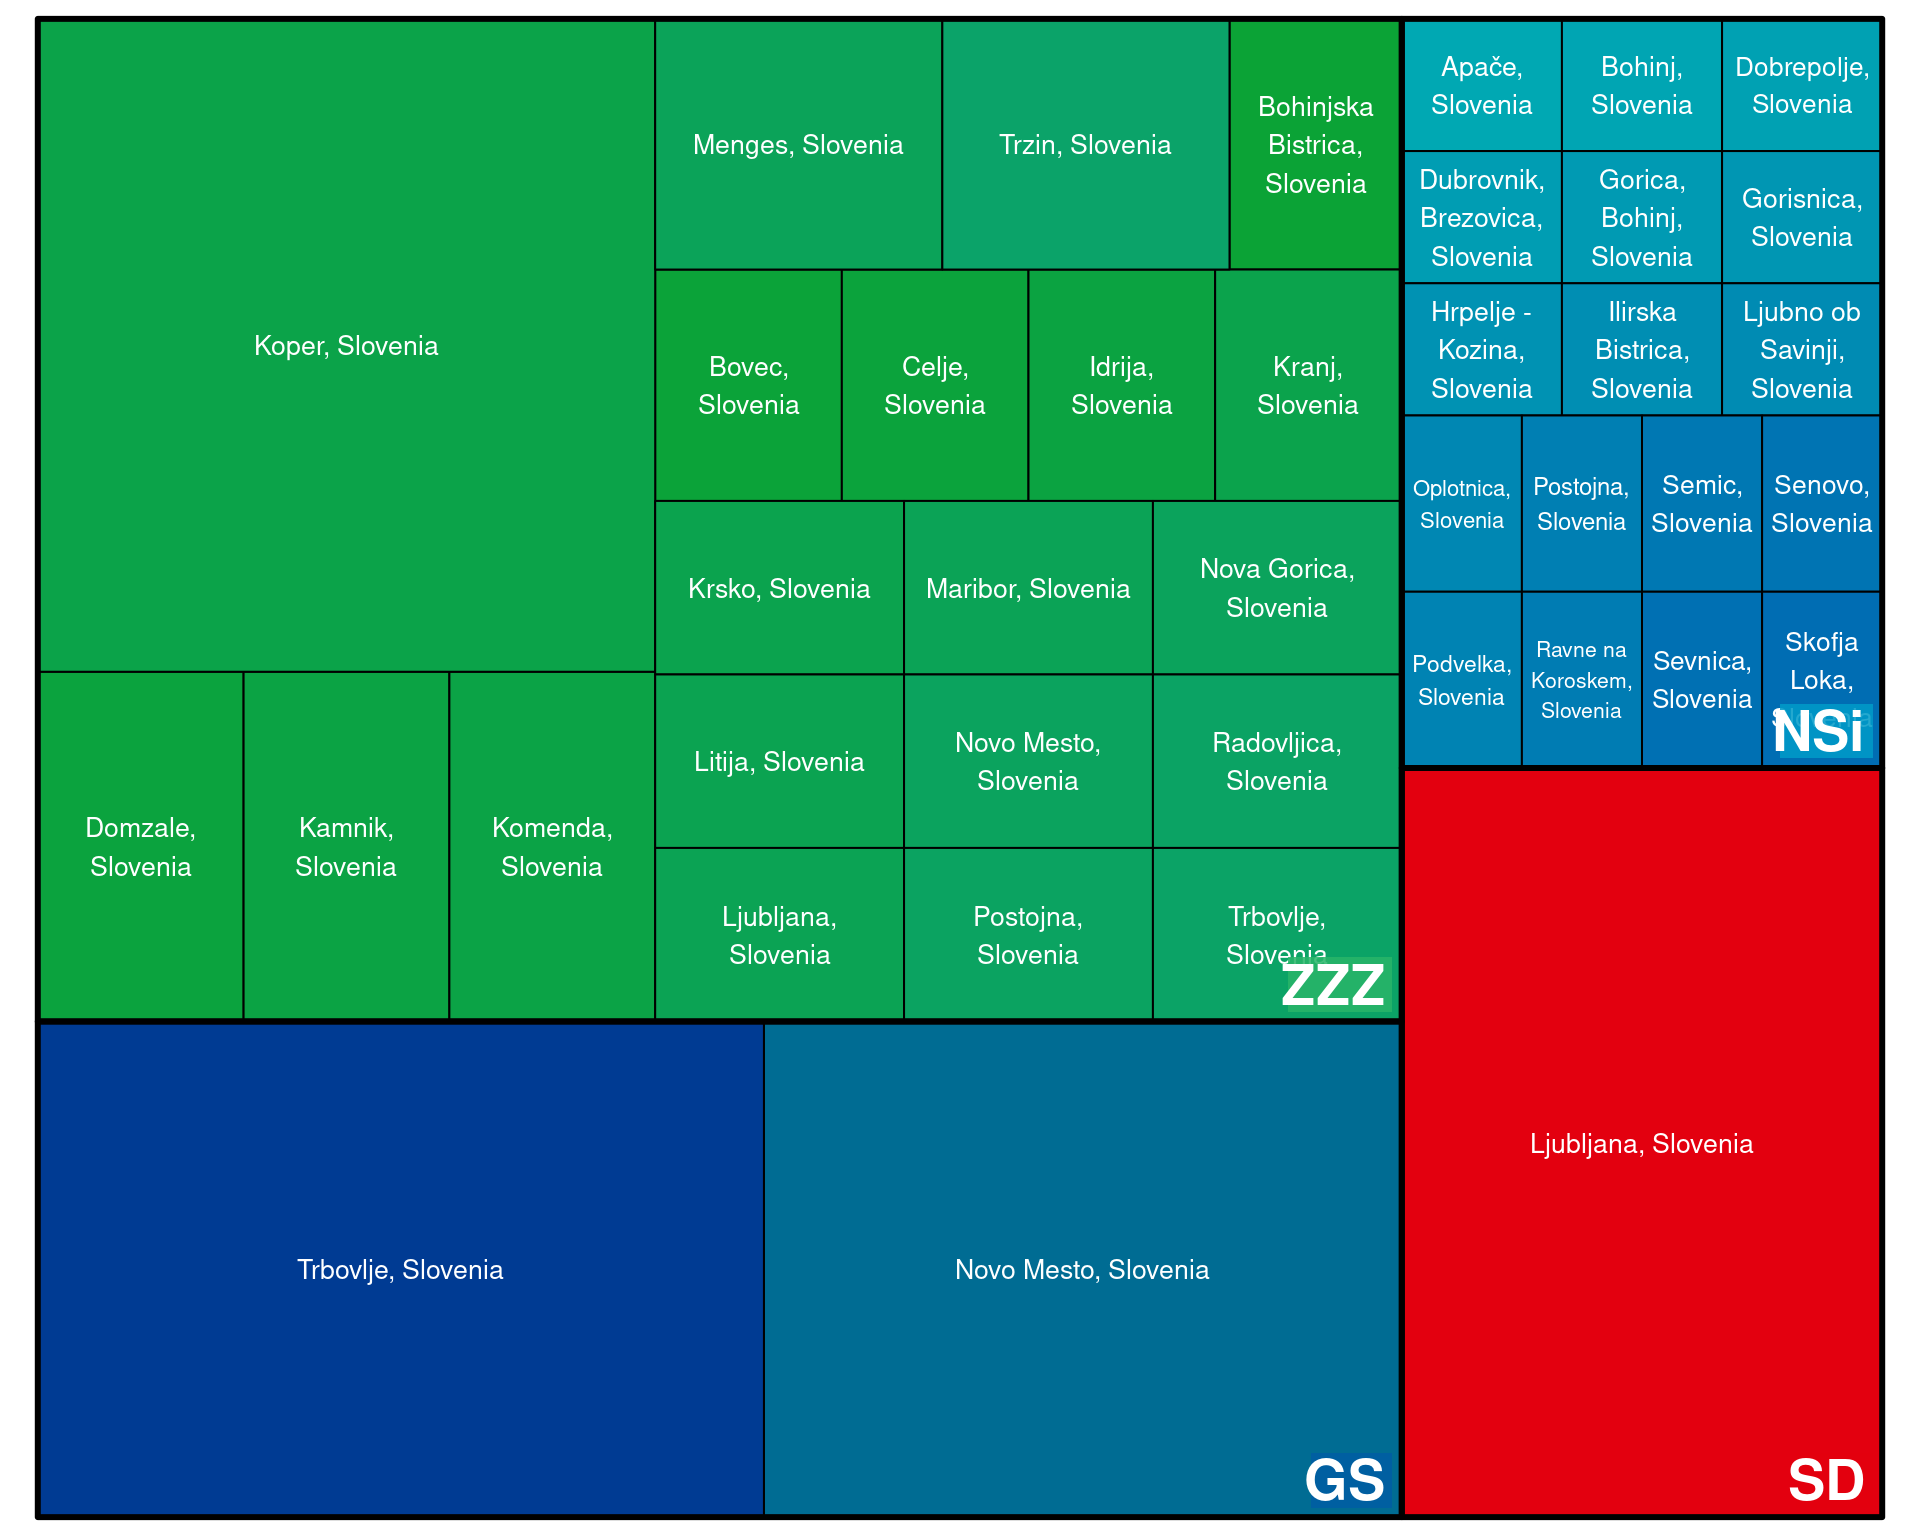 Koper, Slovenia
Menges, Slovenia
Trzin, Slovenia
Bohinjska
Bistrica,
Slovenia
Bovec,
Slovenia
Celje,
Slovenia
Idrija,
Slovenia
Kranj,
Slovenia
Krsko, Slovenia
Maribor, Slovenia
Nova Gorica,
Slovenia
Litija, Slovenia
Novo Mesto,
Slovenia
Radovljica,
Slovenia
Domzale,
Slovenia
Kamnik,
Slovenia
Komenda,
Slovenia
Ljubljana,
Slovenia
Postojna,
Slovenia
Trbovlje,
Slovenia
ZZZ
Apače,
Slovenia
Bohinj,
Slovenia
Dobrepolje,
Slovenia
Dubrovnik,
Brezovica,
Slovenia
Gorica,
Bohinj,
Slovenia
Gorisnica,
Slovenia
Hrpelje -
Kozina,
Slovenia
Ilirska
Bistrica,
Slovenia
Ljubno ob
Savinji,
Slovenia
Oplotnica,
Slovenia
Postojna,
Slovenia
Semic,
Slovenia
Senovo,
Slovenia
Podvelka,
Slovenia
Ravne na
Koroskem,
Slovenia
Sevnica,
Slovenia
Skofja
Loka,
NSi
Trbovlje, Slovenia
Novo Mesto, Slovenia
GS
Ljubljana, Slovenia
SD